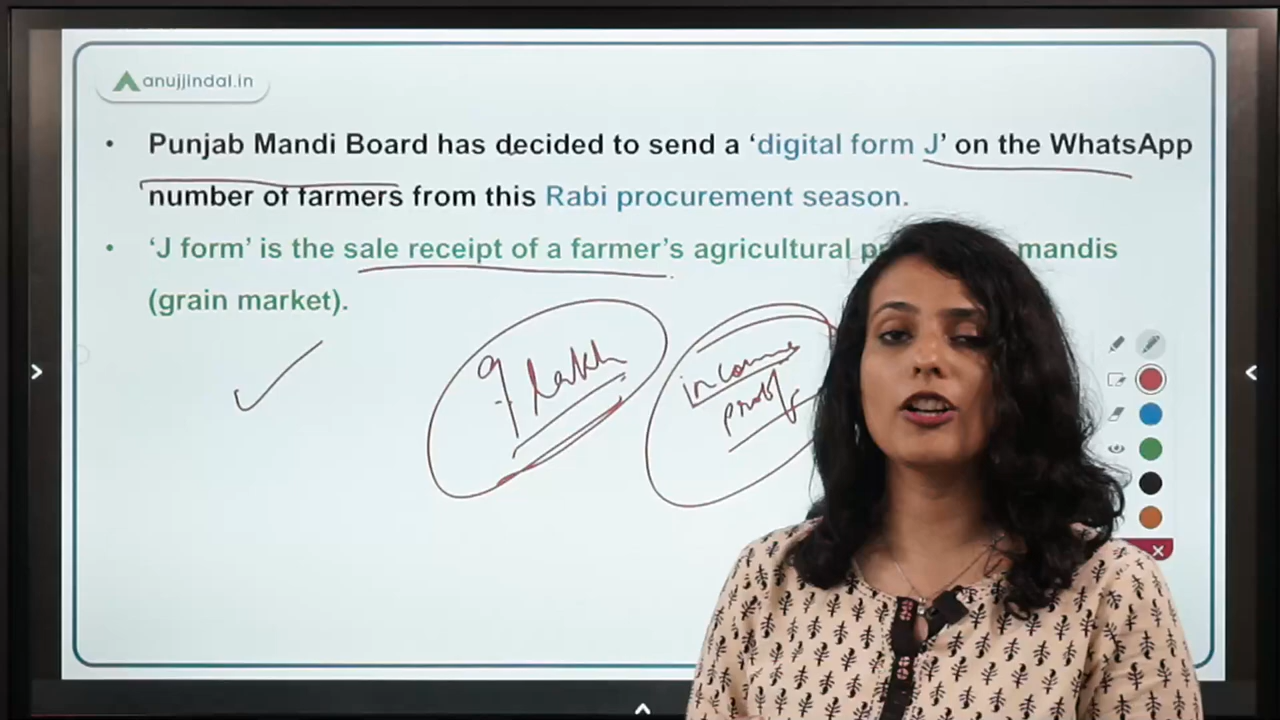 anujjindal.in
• Punjab Mandi Board has decided to send a ‘digital form J’ on the WhatsApp
number of farmers from this Rabi procurement season.
• ‘J form’ is the sale receipt of a farmer’s agricultural mandis
(grain market).
9 lakh
income
proof